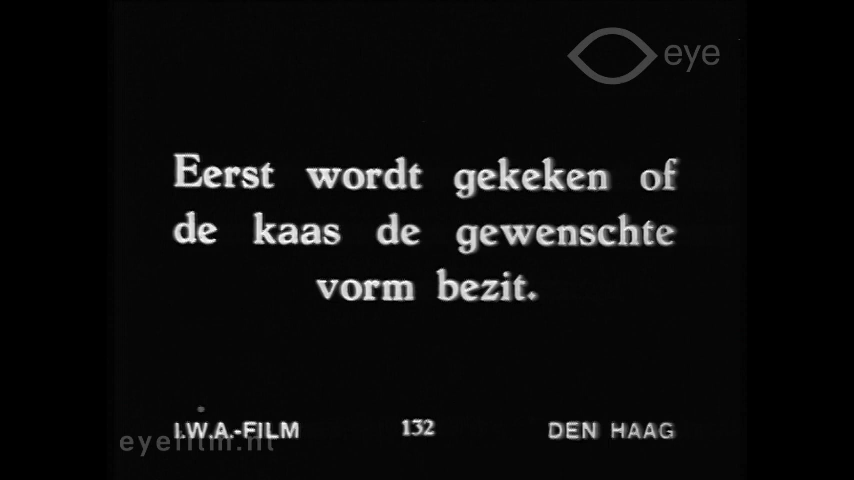 eye
Eerst wordt gekeken of
de kaas de gewenschte
vorm bezit.
I.W.A.-FILM 132 DEN HAAG
eyefilm.nl